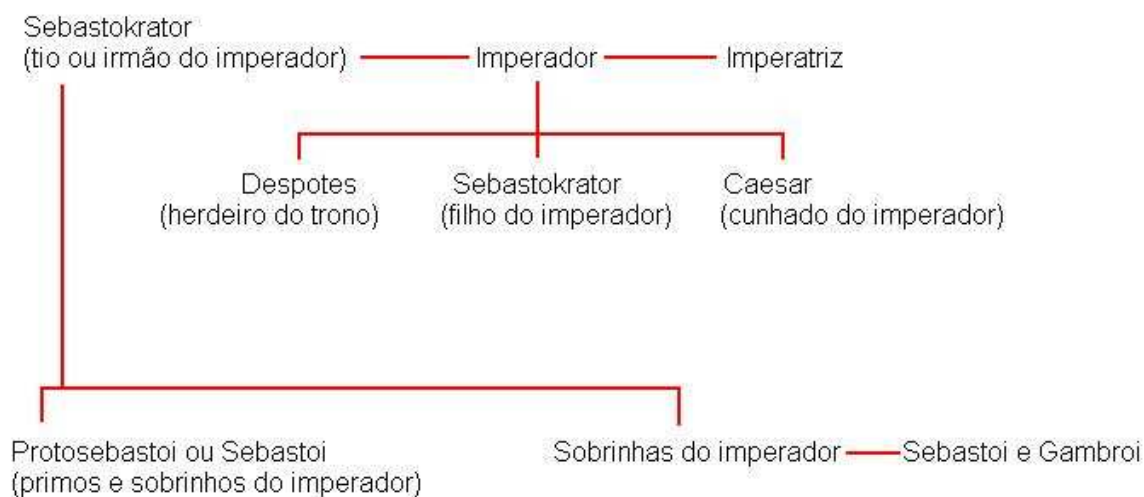 Sebastokrator
(tio ou irmão do imperador)
Imperador
Imperatriz
Despotes
(herdeiro do trono)
Sebastokrator
(filho do imperador)
Caesar
(cunhado do imperador)
Protosebastoi ou Sebastoi
(primos e sobrinhos do imperador)
Sobrinhas do imperador
Sebastoi e Gambroi